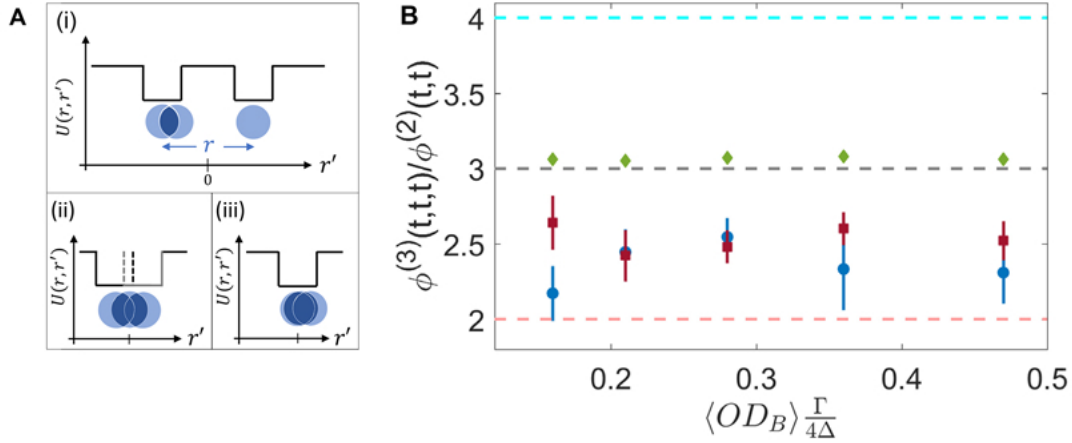 A
(i)
U(r,r')
r
0
r'
(ii)
U(r,r')
r'
(iii)
U(r,r')
r'
B
ϕ^(3)(t,t,t)/ϕ^(2)(t,t)
4
3.5
3
2.5
2
0.2
0.3
0.4
0.5
⟨OD_B⟩ Γ/4Δ